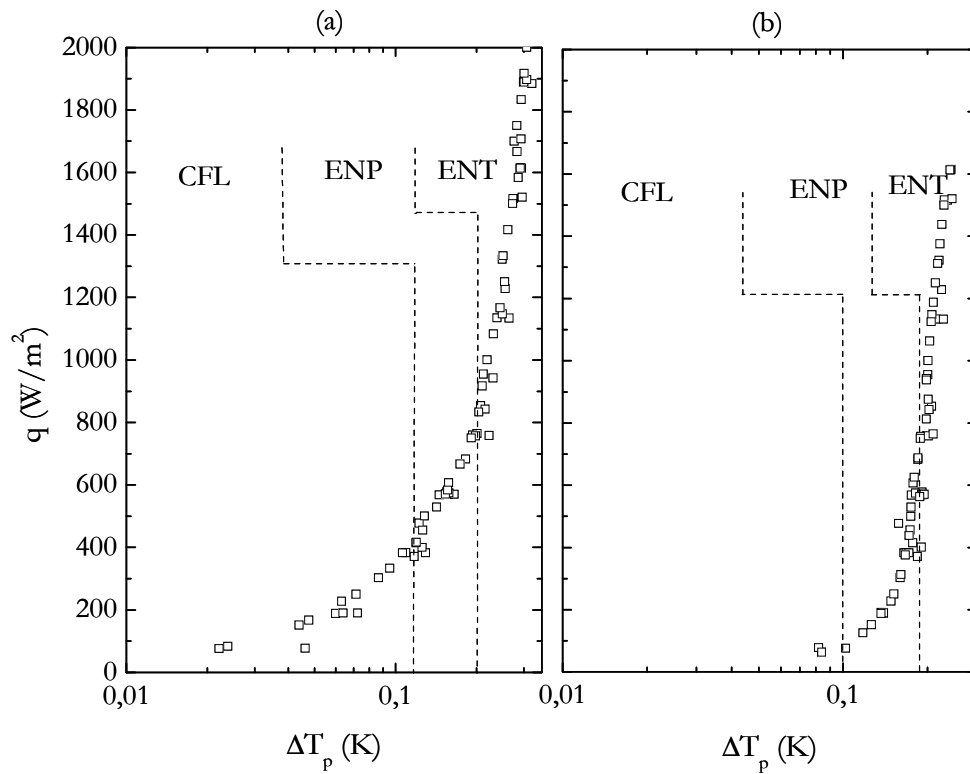 (a)
(b)
2000
1800
1600
1400
1200
1000
800
600
400
200
0
q (W/m²)
CFL
ENP
ENT
CFL
ENP
ENT
0,01
0,1
0,01
0,1
ΔTₚ (K)
ΔTₚ (K)